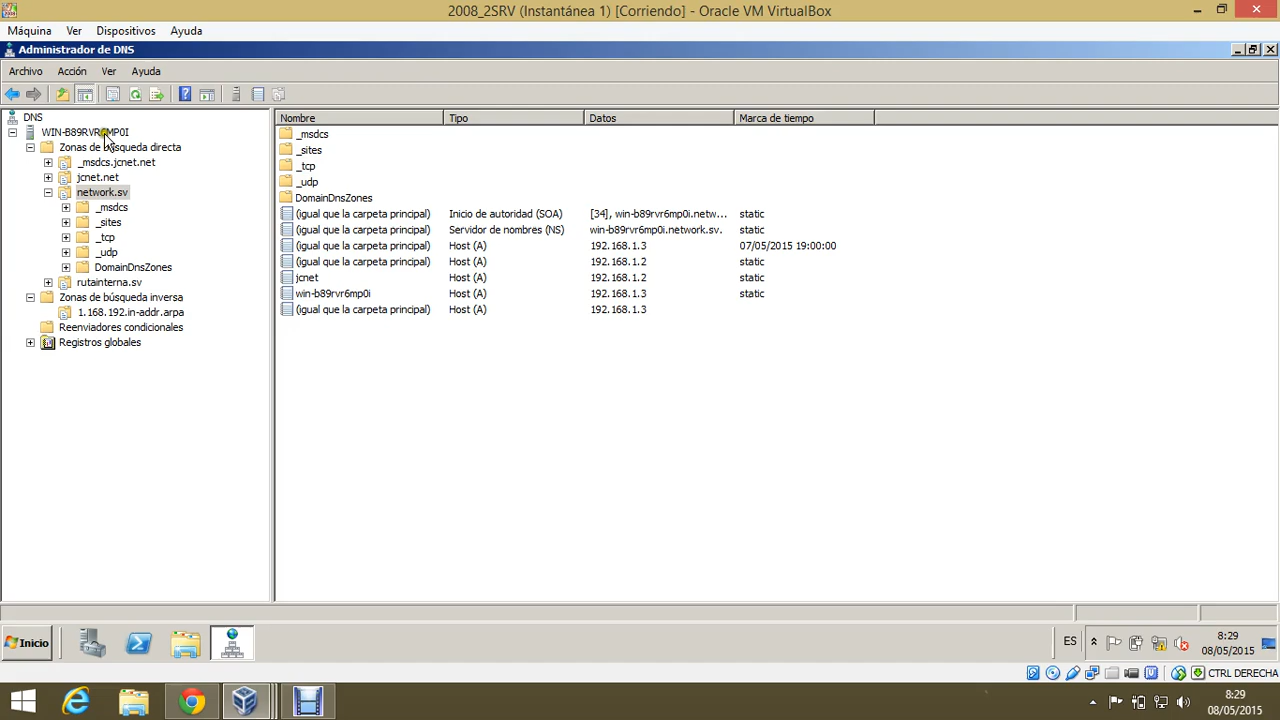 2008_2SRV (Instantánea 1) [Corriendo] - Oracle VM VirtualBox
Máquina Ver Dispositivos Ayuda
Administrador de DNS
Archivo Acción Ver Ayuda
DNS
WIN-B89RVR6MP0I
Zonas de búsqueda directa
_msdcs.jcnet.net
jcnet.net
network.sv
_msdcs
_sites
_tcp
_udp
DomainDnsZones
rutainterna.sv
Zonas de búsqueda inversa
1.168.192.in-addr.arpa
Reenviadores condicionales
Registros globales
Nombre Tipo Datos Marca de tiempo
_msdcs
_sites
_tcp
_udp
DomainDnsZones
(igual que la carpeta principal) Inicio de autoridad (SOA) [34], win-b89rvr6mp0i.netw... static
(igual que la carpeta principal) Servidor de nombres (NS) win-b89rvr6mp0i.network.sv. static
(igual que la carpeta principal) Host (A) 192.168.1.3 07/05/2015 19:00:00
(igual que la carpeta principal) Host (A) 192.168.1.2 static
jcnet Host (A) 192.168.1.2 static
win-b89rvr6mp0i Host (A) 192.168.1.3 static
(igual que la carpeta principal) Host (A) 192.168.1.3
Inicio ES 8:29
08/05/2015
CTRL DERECHA
8:29
08/05/2015